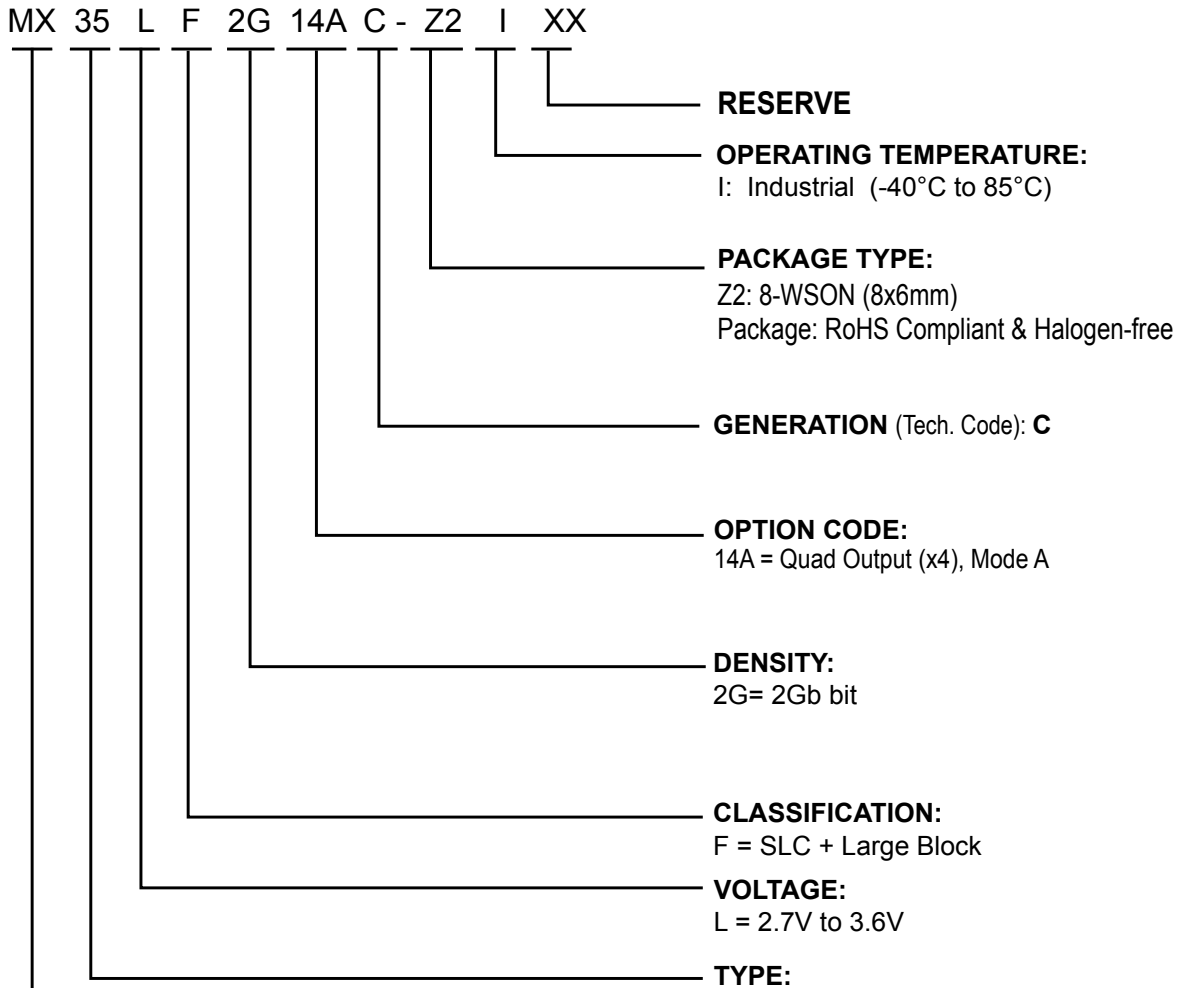 MX 35 L F 2G 14A C - Z2 I XX
RESERVE
OPERATING TEMPERATURE:
I: Industrial (-40°C to 85°C)
PACKAGE TYPE:
Z2: 8-WSON (8x6mm)
Package: RoHS Compliant & Halogen-free
GENERATION (Tech. Code): C
OPTION CODE:
14A = Quad Output (x4), Mode A
DENSITY:
2G= 2Gb bit
CLASSIFICATION:
F = SLC + Large Block
VOLTAGE:
L = 2.7V to 3.6V
TYPE: